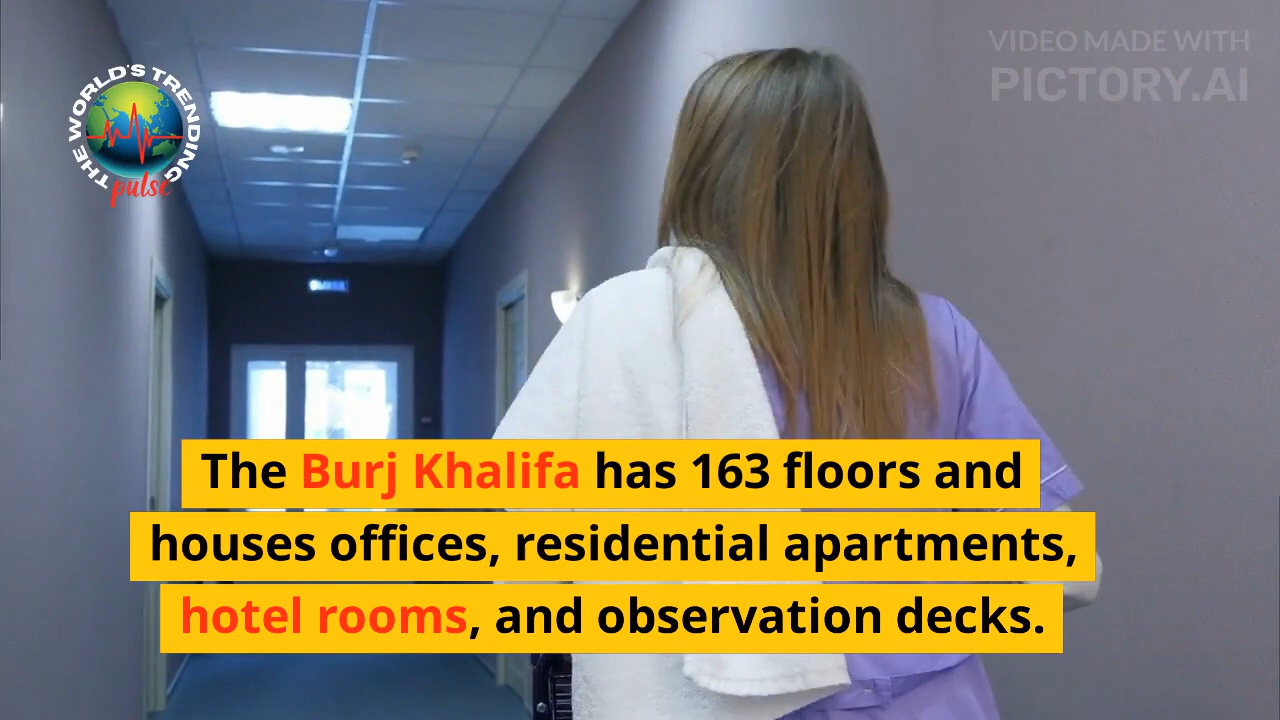 VIDEO MADE WITH
PICTORY.AI
THE WORLD'S TRENDING
pulse
The Burj Khalifa has 163 floors and
houses offices, residential apartments,
hotel rooms, and observation decks.